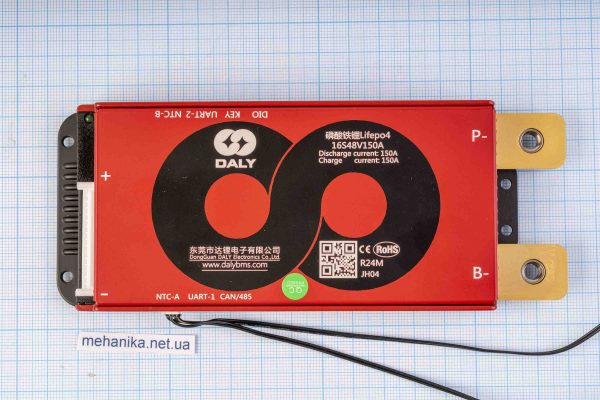 DIO KEY UART-2 NTC-B
DALY
磷酸铁锂Lifepo4
16S48V150A
Discharge current: 150A
Charge current: 150A
P-
+
东莞市达锂电子有限公司
DongGuan DALY Electronics Co.,Ltd
www.dalybms.com
CE RoHS
R24M
JH04
B-
−
NTC-A UART-1 CAN/485
mehanika.net.ua